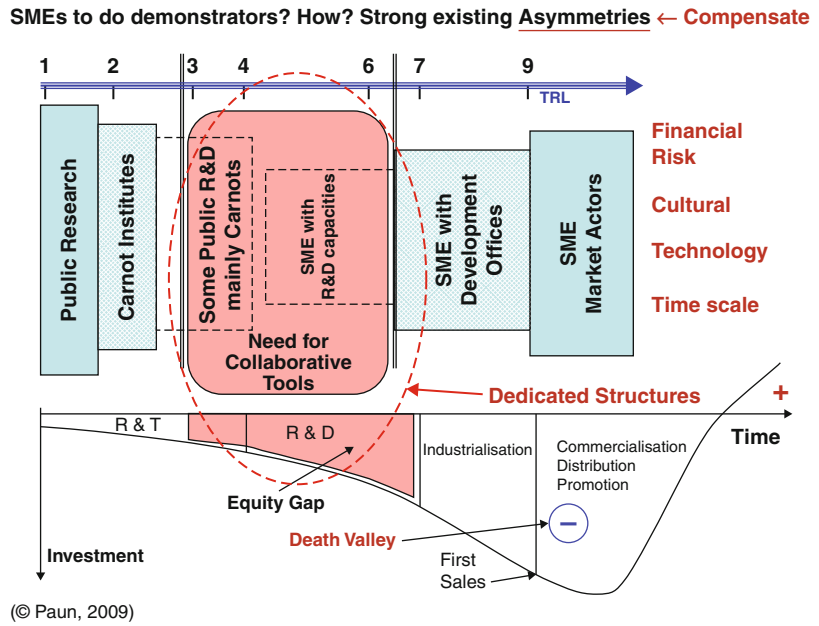 SMEs to do demonstrators? How? Strong existing Asymmetries ← Compensate
1 2 3 4 6 7 9
TRL
Public Research
Carnot Institutes
Some Public R&D
mainly Carnots
SME with
R&D capacities
Need for
Collaborative
Tools
SME with
Development
Offices
SME
Market Actors
Financial
Risk
Cultural
Technology
Time scale
Dedicated Structures
+
Time
R & T
R & D
Industrialisation
Commercialisation
Distribution
Promotion
Equity Gap
Death Valley
−
Investment
First
Sales
(© Paun, 2009)